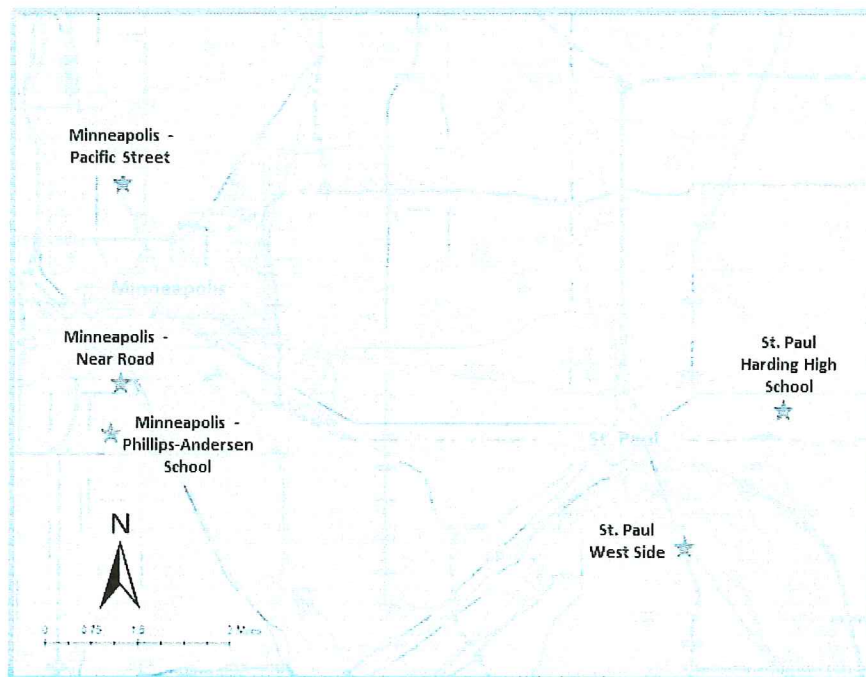 Minneapolis -
Pacific Street
Minneapolis
Minneapolis -
Near Road
St. Paul
Harding High
School
Minneapolis -
Phillips-Andersen
School
St. Paul
St. Paul
West Side
N
0